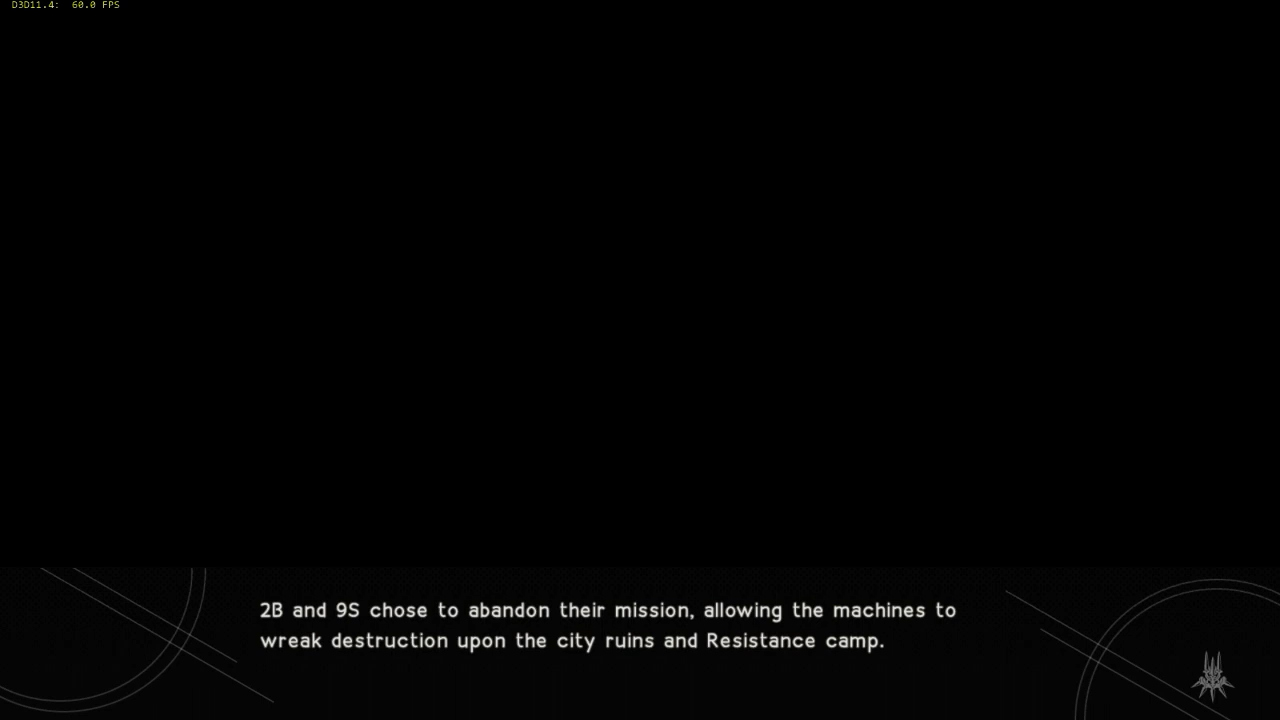 D3D11.4: 60.0 FPS
2B and 9S chose to abandon their mission, allowing the machines to
wreak destruction upon the city ruins and Resistance camp.